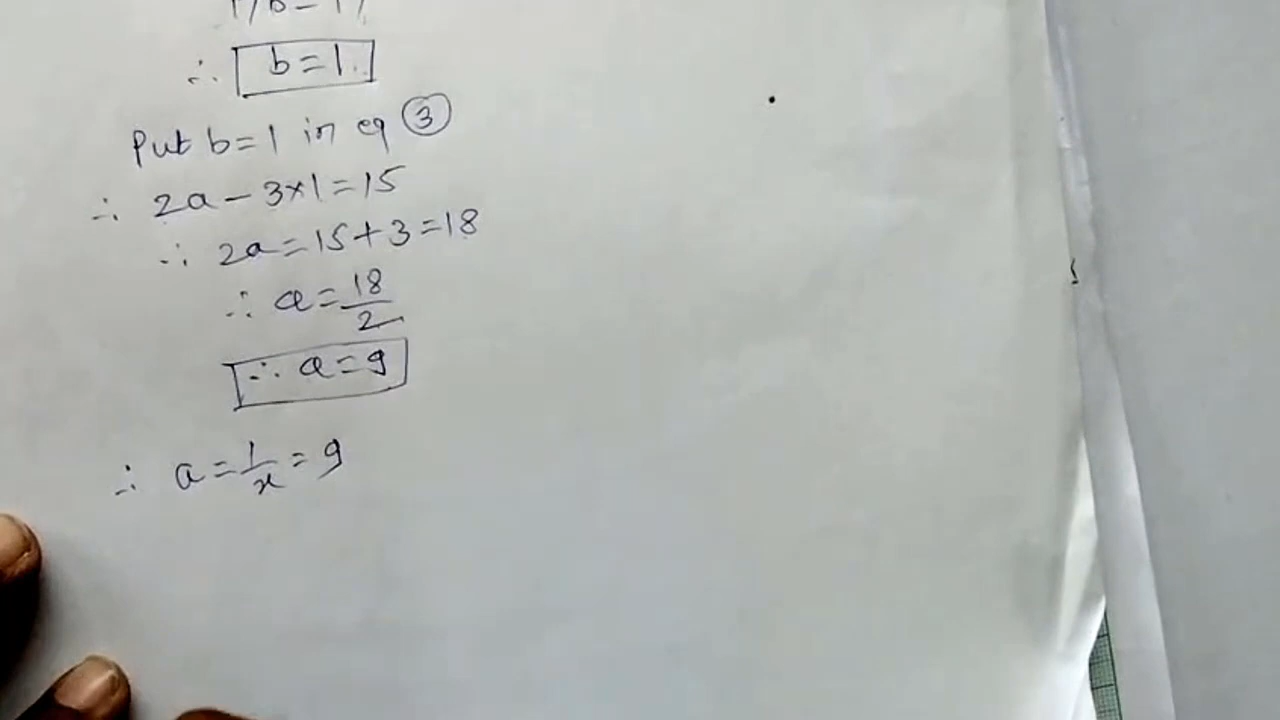 ∴ b=1.
Put b=1 in eq ③
∴ 2a - 3×1=15
∴ 2a=15+3=18
∴ a=18/2
∴ a=9
∴ a=1/x=9